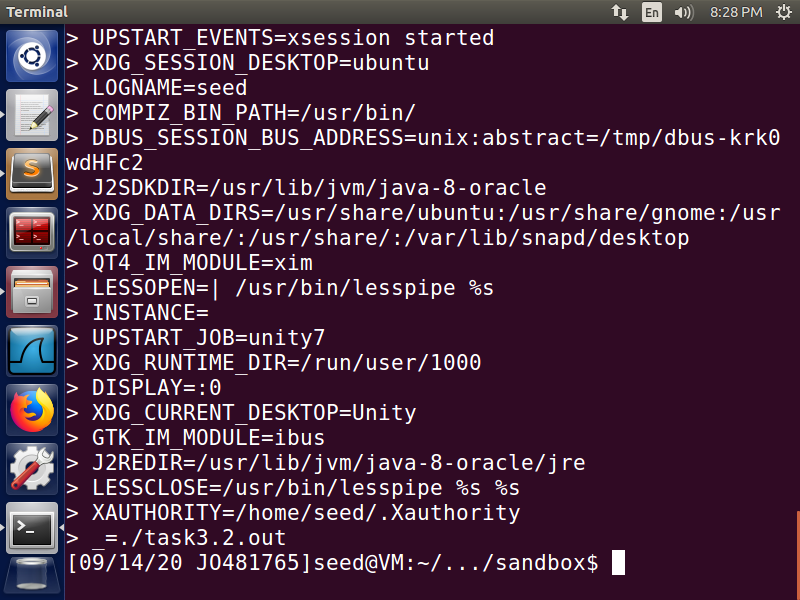 Terminal
En
8:28 PM
> UPSTART_EVENTS=xsession started
> XDG_SESSION_DESKTOP=ubuntu
> LOGNAME=seed
> COMPIZ_BIN_PATH=/usr/bin/
> DBUS_SESSION_BUS_ADDRESS=unix:abstract=/tmp/dbus-krk0
wdHFc2
> J2SDKDIR=/usr/lib/jvm/java-8-oracle
> XDG_DATA_DIRS=/usr/share/ubuntu:/usr/share/gnome:/usr
/local/share/:/usr/share/:/var/lib/snapd/desktop
> QT4_IM_MODULE=xim
> LESSOPEN=| /usr/bin/lesspipe %s
> INSTANCE=
> UPSTART_JOB=unity7
> XDG_RUNTIME_DIR=/run/user/1000
> DISPLAY=:0
> XDG_CURRENT_DESKTOP=Unity
> GTK_IM_MODULE=ibus
> J2REDIR=/usr/lib/jvm/java-8-oracle/jre
> LESSCLOSE=/usr/bin/lesspipe %s %s
> XAUTHORITY=/home/seed/.Xauthority
> _=./task3.2.out
[09/14/20 JO481765]seed@VM:~/.../sandbox$